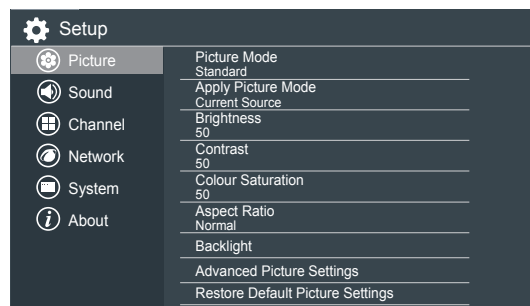 Setup
Picture
Sound
Channel
Network
System
About
Picture Mode
Standard
Apply Picture Mode
Current Source
Brightness
50
Contrast
50
Colour Saturation
50
Aspect Ratio
Normal
Backlight
Advanced Picture Settings
Restore Default Picture Settings